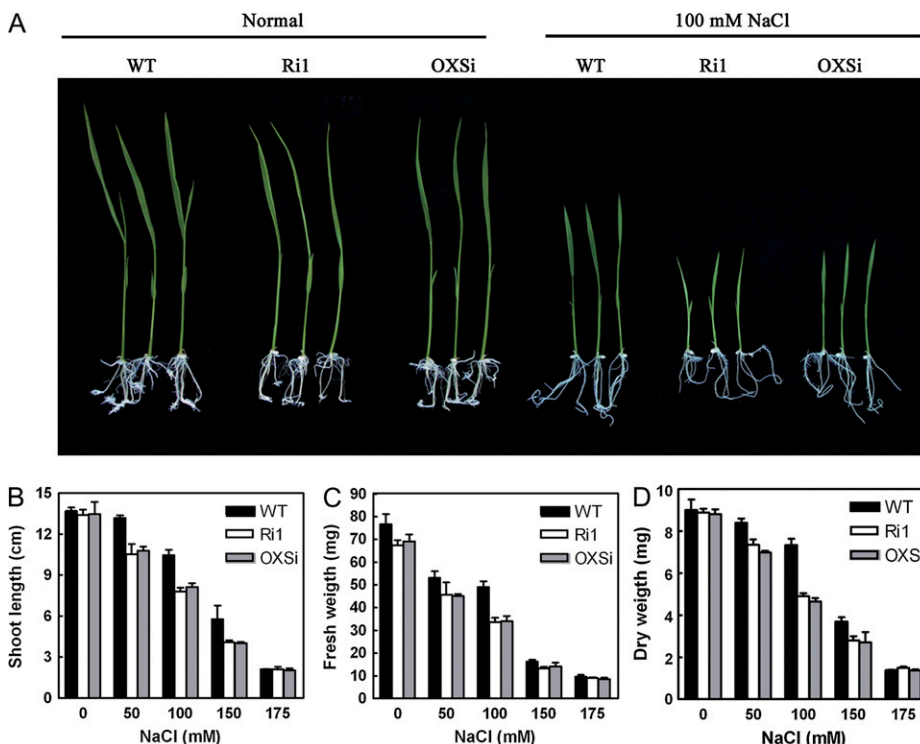 A
Normal 100 mM NaCl
WT Ri1 OXSi WT Ri1 OXSi
B
15
12
9
6
3
0
Shoot length (cm)
WT
Ri1
OXSi
0 50 100 150 175
NaCl (mM)
C
90
80
70
60
50
40
30
20
10
0
Fresh weigth (mg)
WT
Ri1
OXSi
0 50 100 150 175
NaCl (mM)
D
10
8
6
4
2
0
Dry weigth (mg)
WT
Ri1
OXS
0 50 100 150 175
NaCl (mM)